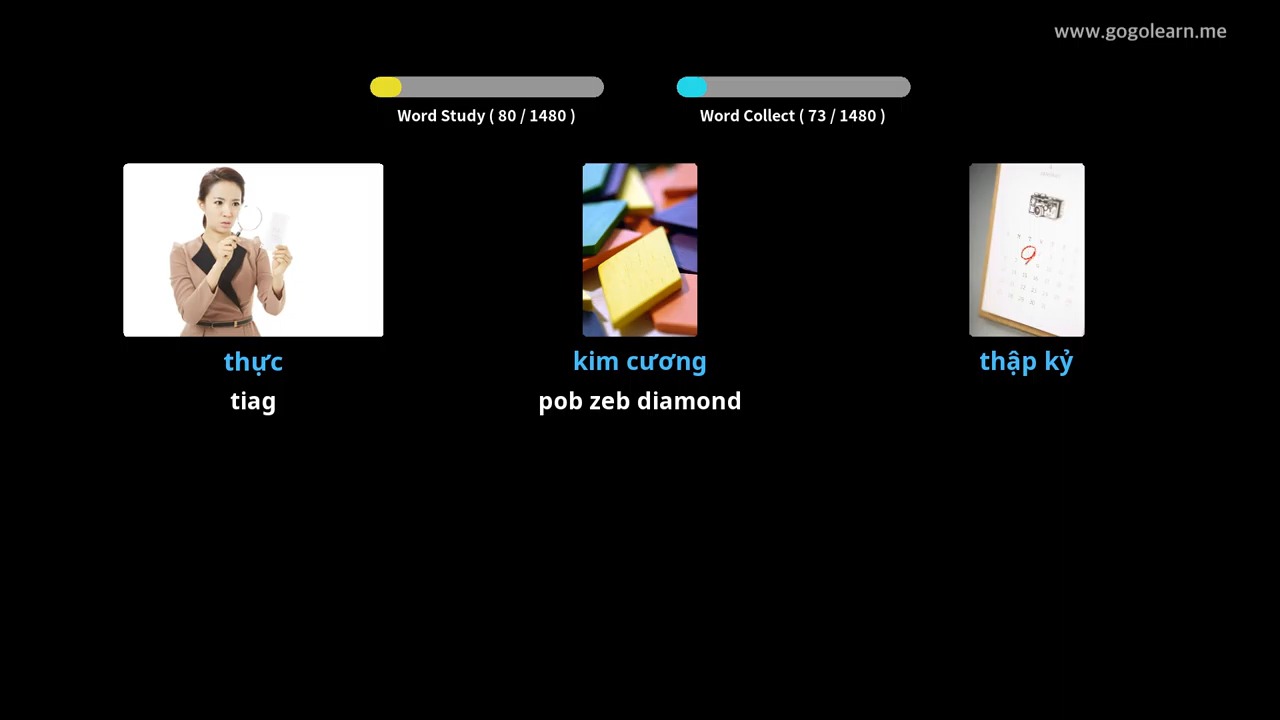 www.gogolearn.me
Word Study ( 80 / 1480 )
Word Collect ( 73 / 1480 )
thực
kim cương
thập kỷ
tiag
pob zeb diamond